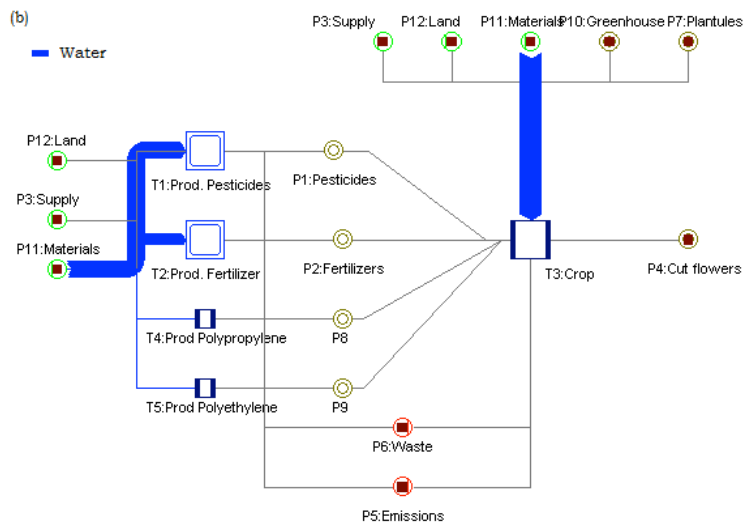 (b)
Water
P3:Supply P12:Land P11:Materials P10:Greenhouse P7:Plantules
P12:Land
P3:Supply
P11:Materials
T1:Prod. Pesticides
P1:Pesticides
T2:Prod. Fertilizer
P2:Fertilizers
T3:Crop
P4:Cut flowers
T4:Prod Polypropylene
P8
T5:Prod Polyethylene
P9
P6:Waste
P5:Emissions